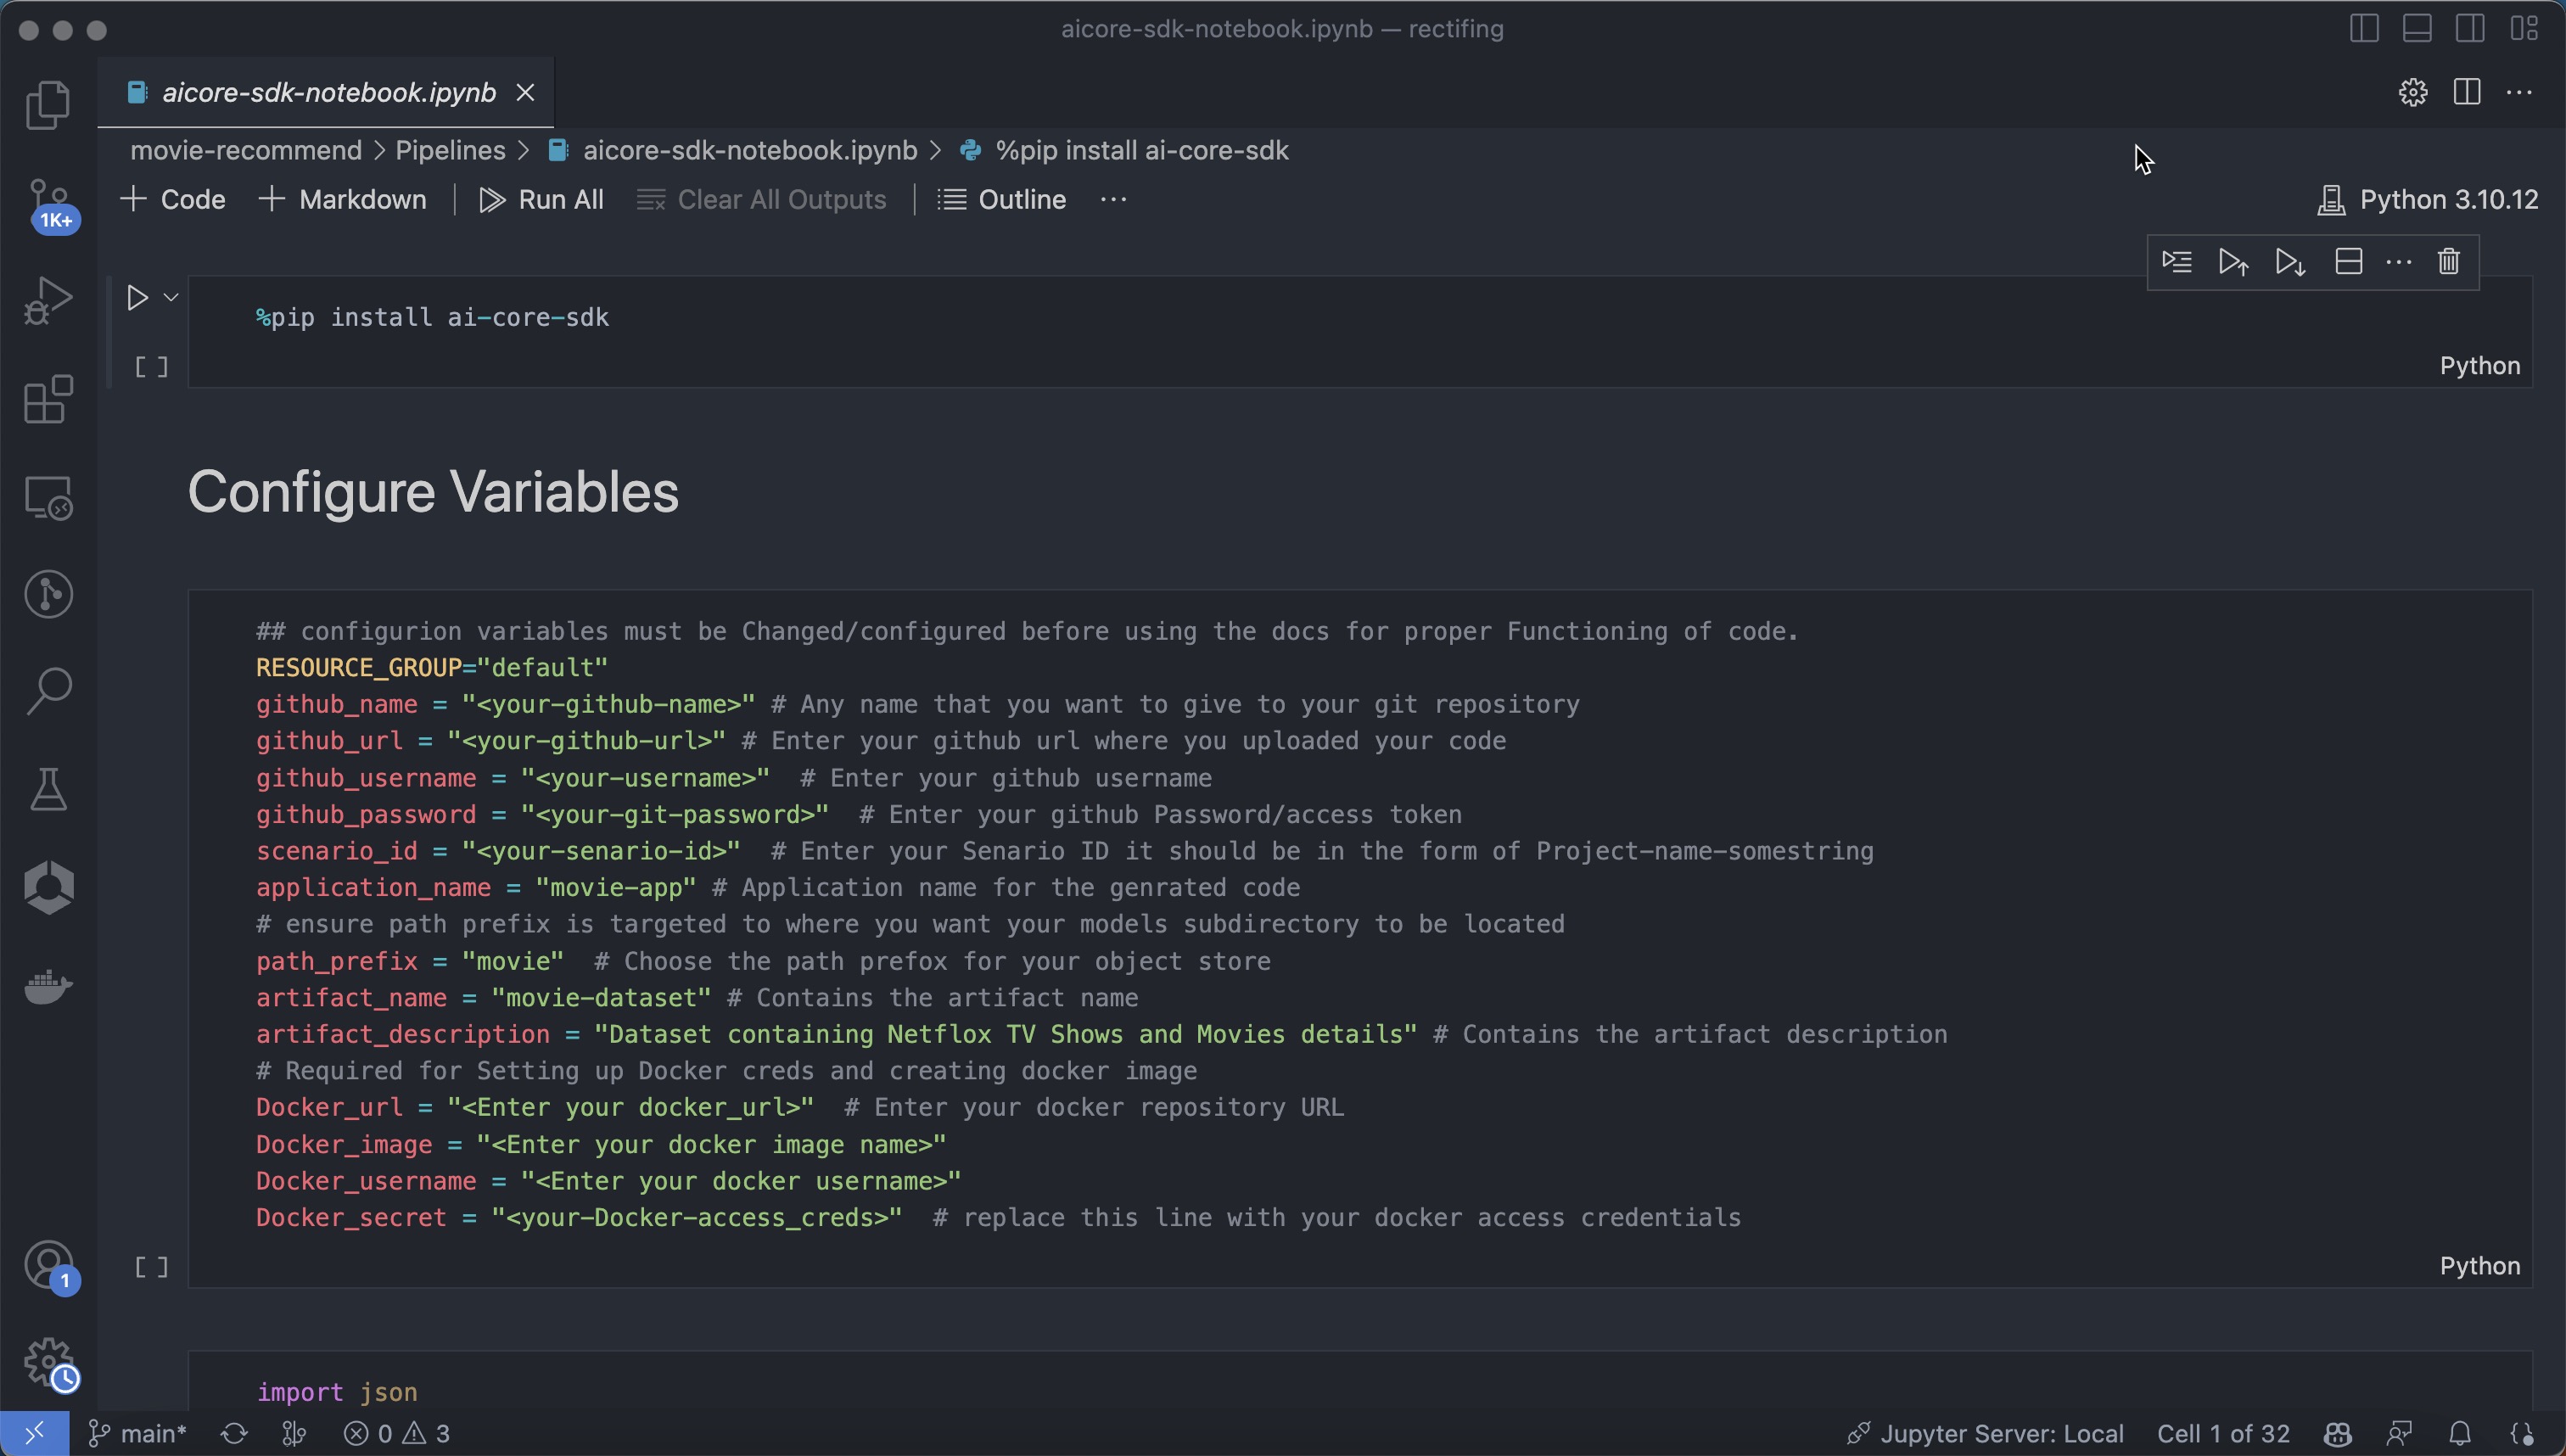 aicore-sdk-notebook.ipynb — rectifing
aicore-sdk-notebook.ipynb
movie-recommend > Pipelines > aicore-sdk-notebook.ipynb > %pip install ai-core-sdk
+ Code + Markdown | Run All Clear All Outputs | Outline ...
Python 3.10.12
1K+
%pip install ai-core-sdk
[ ]
Python
Configure Variables
## configurion variables must be Changed/configured before using the docs for proper Functioning of code.
RESOURCE_GROUP="default"
github_name = "<your-github-name>" # Any name that you want to give to your git repository
github_url = "<your-github-url>" # Enter your github url where you uploaded your code
github_username = "<your-username>"  # Enter your github username
github_password = "<your-git-password>"  # Enter your github Password/access token
scenario_id = "<your-senario-id>"  # Enter your Senario ID it should be in the form of Project-name-somestring
application_name = "movie-app" # Application name for the genrated code
# ensure path prefix is targeted to where you want your models subdirectory to be located
path_prefix = "movie"  # Choose the path prefox for your object store
artifact_name = "movie-dataset" # Contains the artifact name
artifact_description = "Dataset containing Netflox TV Shows and Movies details" # Contains the artifact description
# Required for Setting up Docker creds and creating docker image
Docker_url = "<Enter your docker_url>"  # Enter your docker repository URL
Docker_image = "<Enter your docker image name>"
Docker_username = "<Enter your docker username>"
Docker_secret = "<your-Docker-access_creds>"  # replace this line with your docker access credentials
[ ]
Python
1
import json
main* 0 3 Jupyter Server: Local Cell 1 of 32